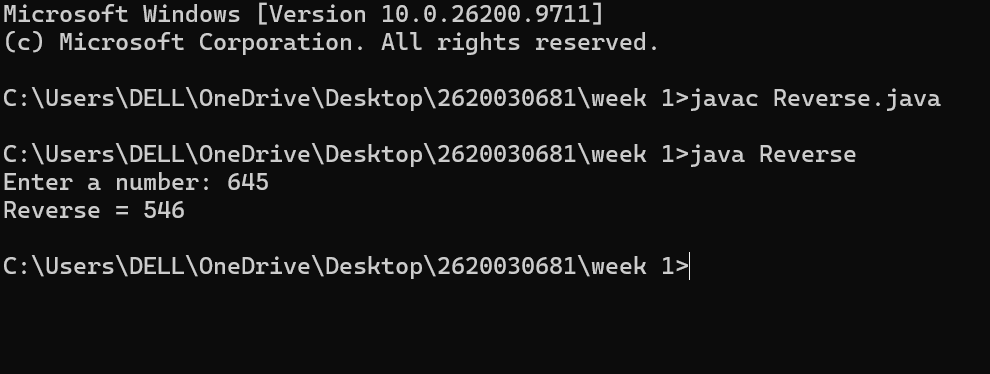 Microsoft Windows [Version 10.0.26200.9711]
(c) Microsoft Corporation. All rights reserved.
C:\Users\DELL\OneDrive\Desktop\2620030681\week 1>javac Reverse.java
C:\Users\DELL\OneDrive\Desktop\2620030681\week 1>java Reverse
Enter a number: 645
Reverse = 546
C:\Users\DELL\OneDrive\Desktop\2620030681\week 1>